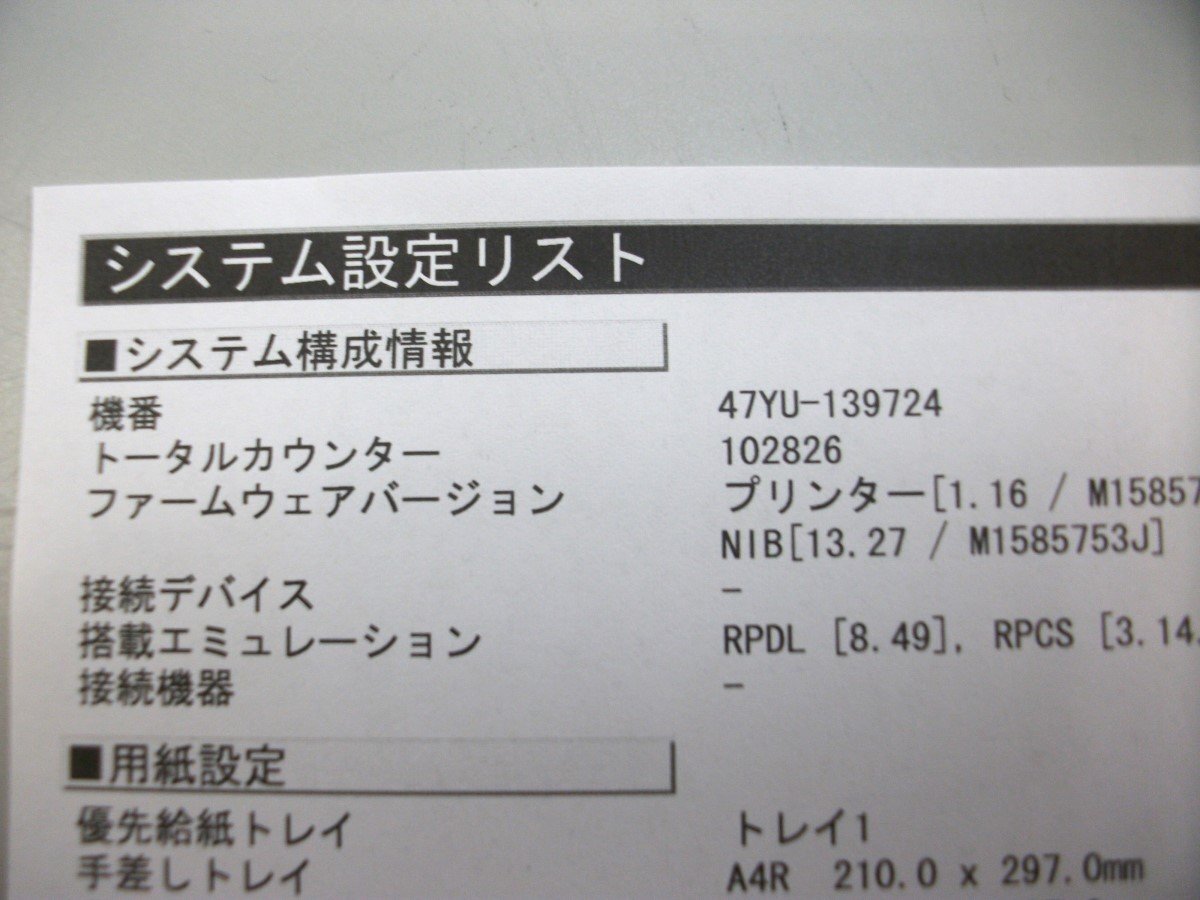 システム設定リスト
■システム構成情報
機番 47YU-139724
トータルカウンター 102826
ファームウェアバージョン プリンター[1.16 / M15857
NIB[13.27 / M1585753J]
接続デバイス -
搭載エミュレーション RPDL [8.49], RPCS [3.14.
接続機器 -
■用紙設定
優先給紙トレイ トレイ1
手差しトレイ A4R 210.0 x 297.0mm